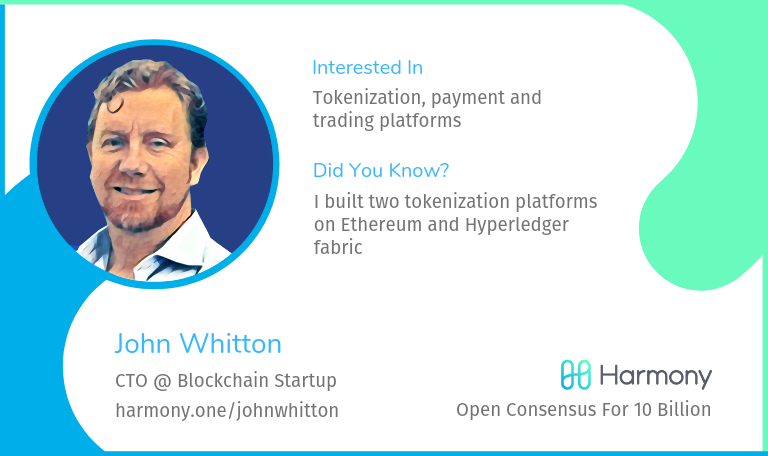 Interested In
Tokenization, payment and
trading platforms
Did You Know?
I built two tokenization platforms
on Ethereum and Hyperledger
fabric
John Whitton
CTO @ Blockchain Startup
harmony.one/johnwhitton
Harmony
Open Consensus For 10 Billion